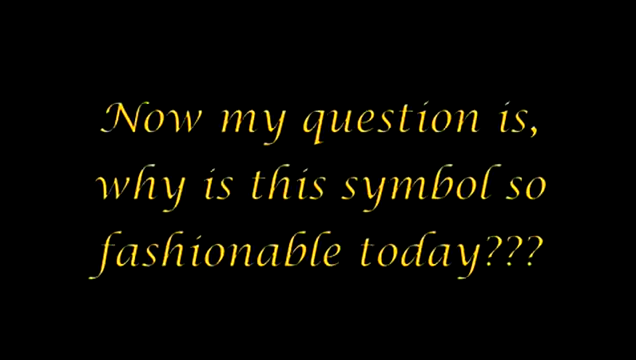 Now my question is,
why is this symbol so
fashionable today???